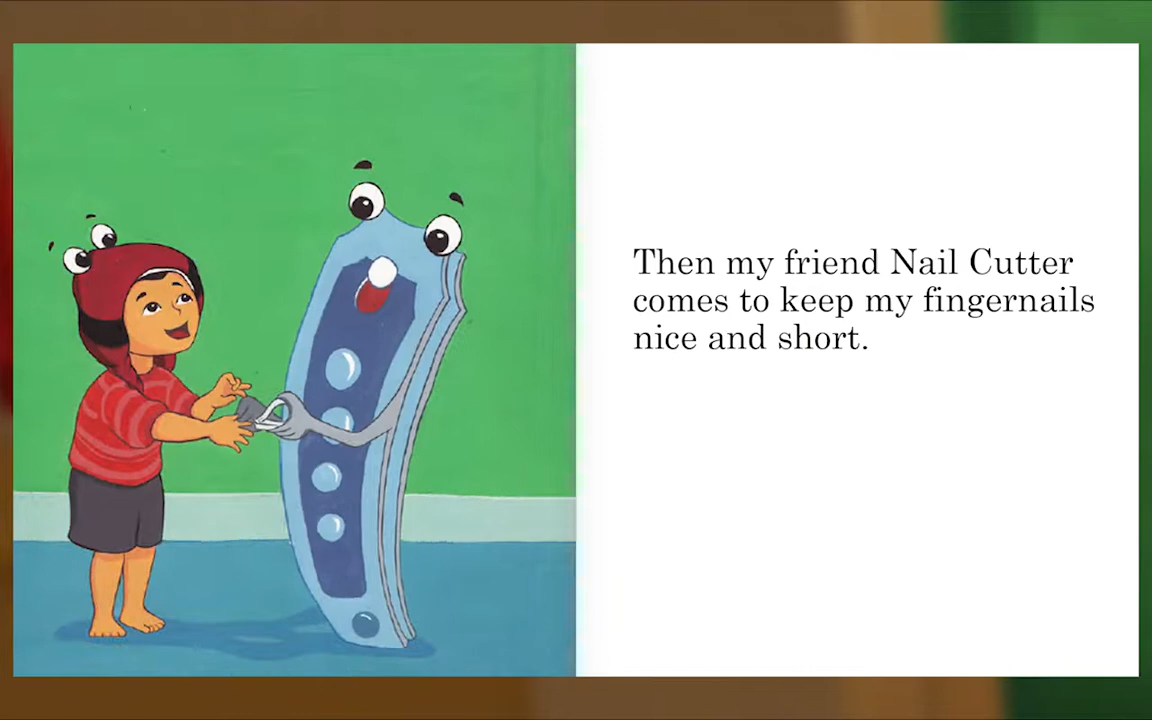 Then my friend Nail Cutter
comes to keep my fingernails
nice and short.